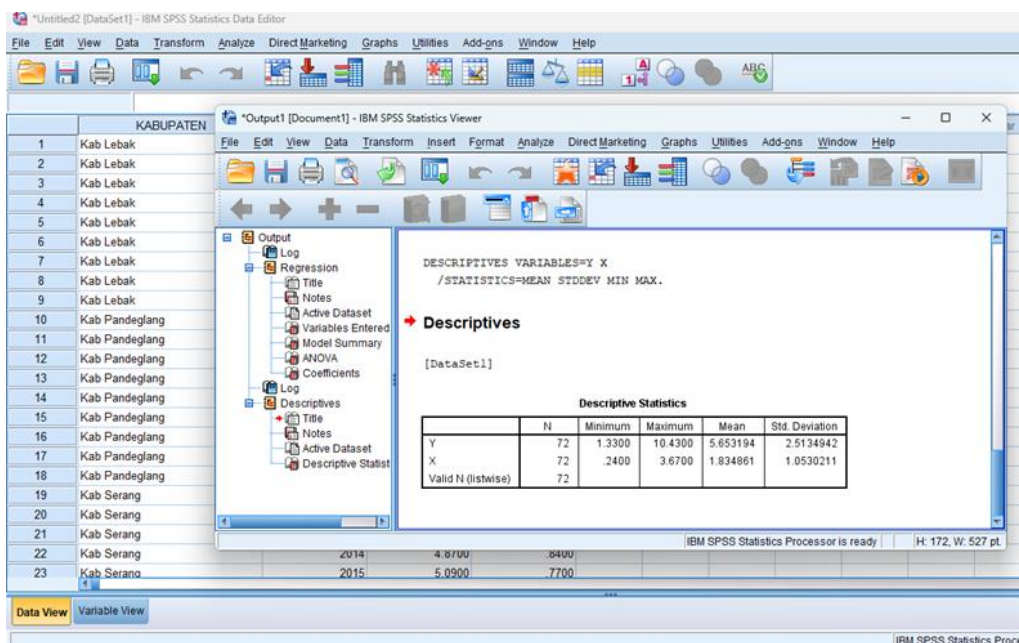 *Untitled2 [DataSet1] - IBM SPSS Statistics Data Editor
File Edit View Data Transform Analyze Direct Marketing Graphs Utilities Add-ons Window Help
KABUPATEN
1 Kab Lebak
2 Kab Lebak
3 Kab Lebak
4 Kab Lebak
5 Kab Lebak
6 Kab Lebak
7 Kab Lebak
8 Kab Lebak
9 Kab Lebak
10 Kab Pandeglang
11 Kab Pandeglang
12 Kab Pandeglang
13 Kab Pandeglang
14 Kab Pandeglang
15 Kab Pandeglang
16 Kab Pandeglang
17 Kab Pandeglang
18 Kab Pandeglang
19 Kab Serang
20 Kab Serang
21 Kab Serang
22 Kab Serang 2014 4.8700 .8400
23 Kab Serang 2015 5.0900 .7700
Data View Variable View
*Output1 [Document1] - IBM SPSS Statistics Viewer
File Edit View Data Transform Insert Format Analyze Direct Marketing Graphs Utilities Add-ons Window Help
Output
Log
Regression
Title
Notes
Active Dataset
Variables Entered
Model Summary
ANOVA
Coefficients
Log
Descriptives
Title
Notes
Active Dataset
Descriptive Statist
DESCRIPTIVES VARIABLES=Y X
/STATISTICS=MEAN STDDEV MIN MAX.
Descriptives
[DataSet1]
Descriptive Statistics
N Minimum Maximum Mean Std. Deviation
Y 72 1.3300 10.4300 5.653194 2.5134942
X 72 .2400 3.6700 1.834861 1.0530211
Valid N (listwise) 72
IBM SPSS Statistics Processor is ready H: 172, W: 527 pt.
IBM SPSS Statistics Proce